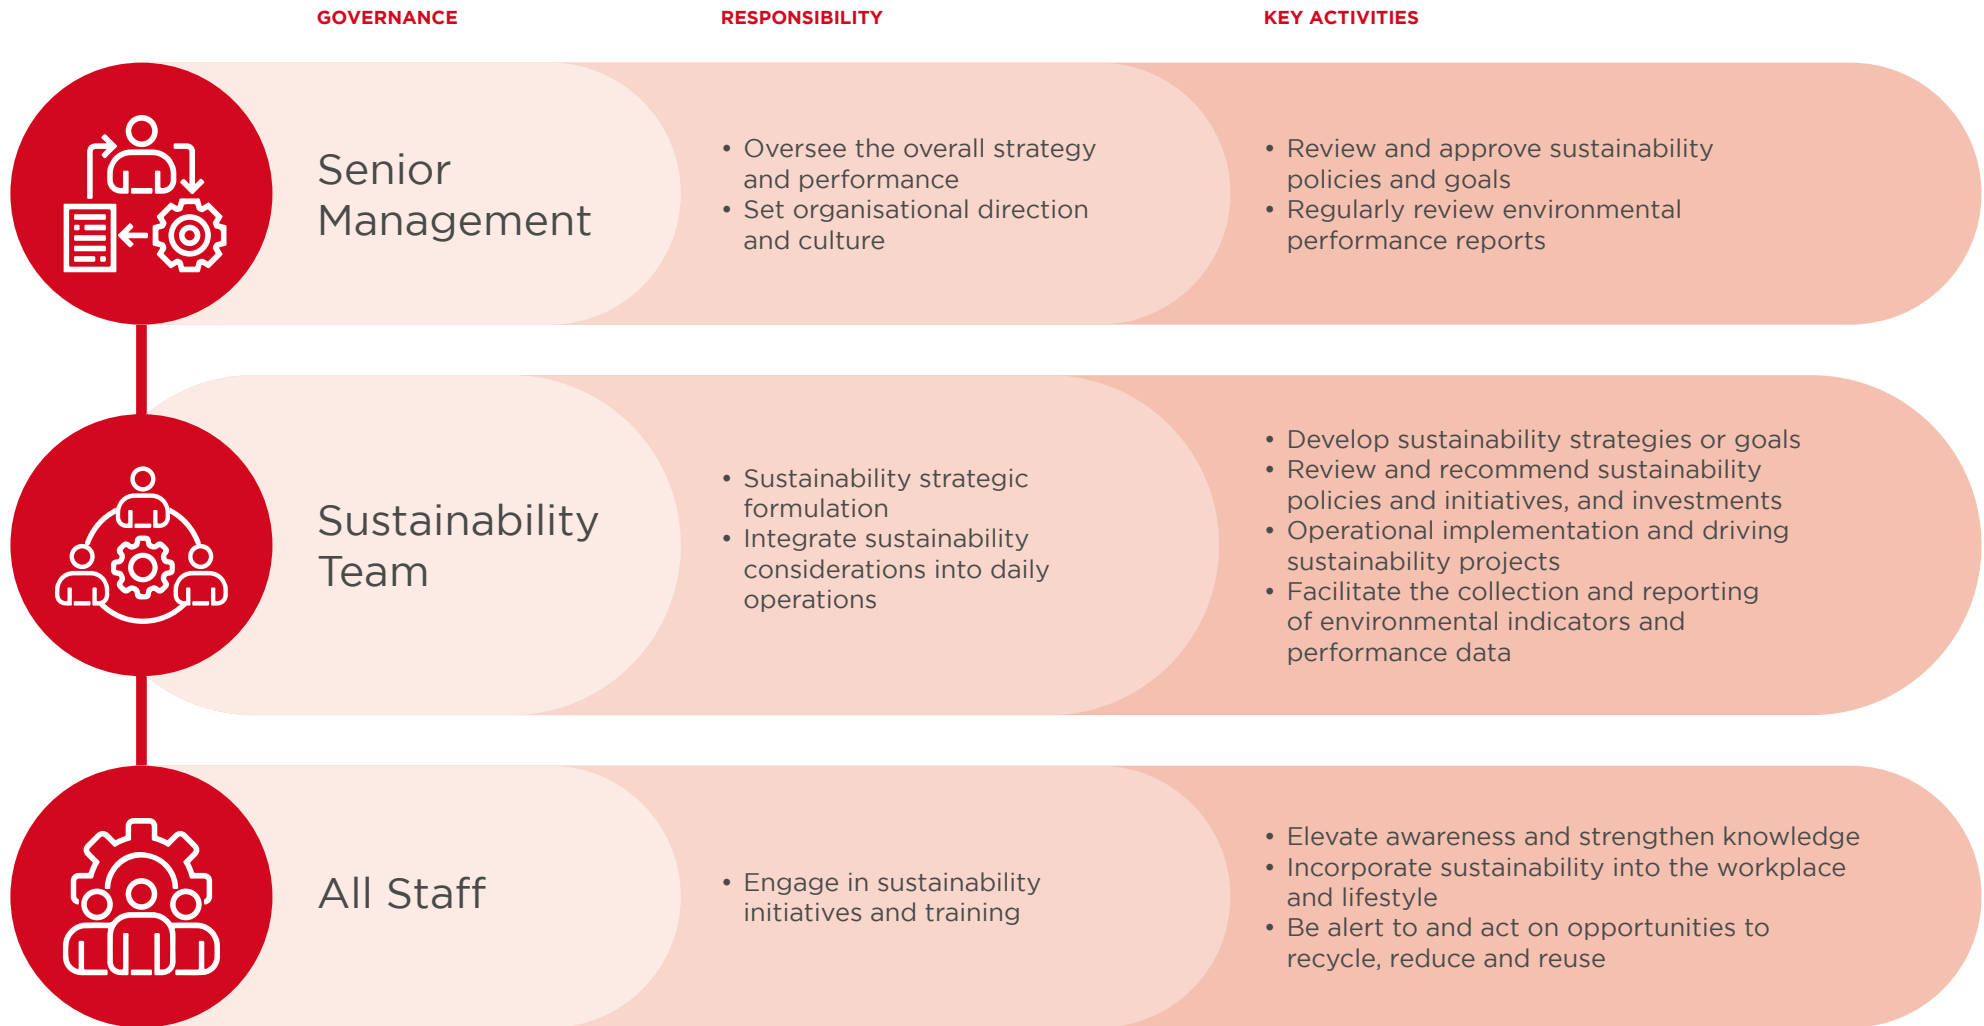 GOVERNANCE
RESPONSIBILITY
KEY ACTIVITIES
Senior
Management
• Oversee the overall strategy
and performance
• Set organisational direction
and culture
• Review and approve sustainability
policies and goals
• Regularly review environmental
performance reports
Sustainability
Team
• Sustainability strategic
formulation
• Integrate sustainability
considerations into daily
operations
• Develop sustainability strategies or goals
• Review and recommend sustainability
policies and initiatives, and investments
• Operational implementation and driving
sustainability projects
• Facilitate the collection and reporting
of environmental indicators and
performance data
All Staff
• Engage in sustainability
initiatives and training
• Elevate awareness and strengthen knowledge
• Incorporate sustainability into the workplace
and lifestyle
• Be alert to and act on opportunities to
recycle, reduce and reuse